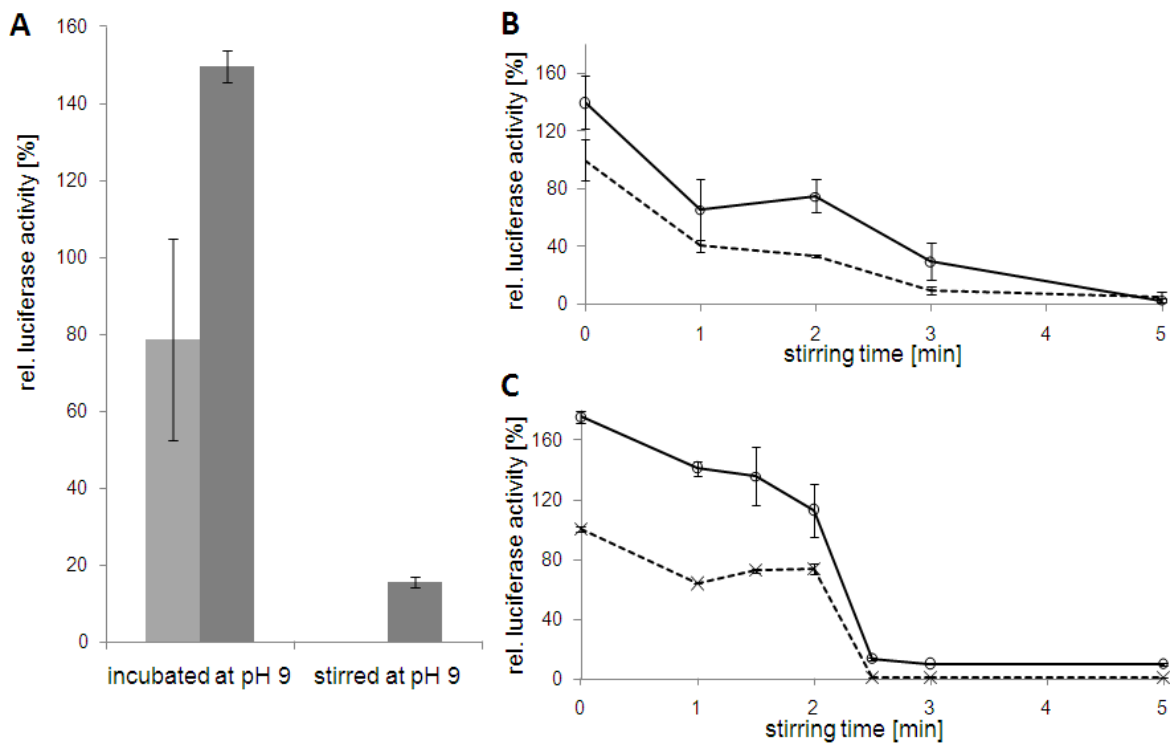 A
rel. luciferase activity [%]
160
140
120
100
80
60
40
20
0
incubated at pH 9
stirred at pH 9
B
rel. luciferase activity [%]
160
120
80
40
0
0 1 2 3 4 5
stirring time [min]
C
rel. luciferase activity [%]
160
120
80
40
0
0 1 2 3 4 5
stirring time [min]